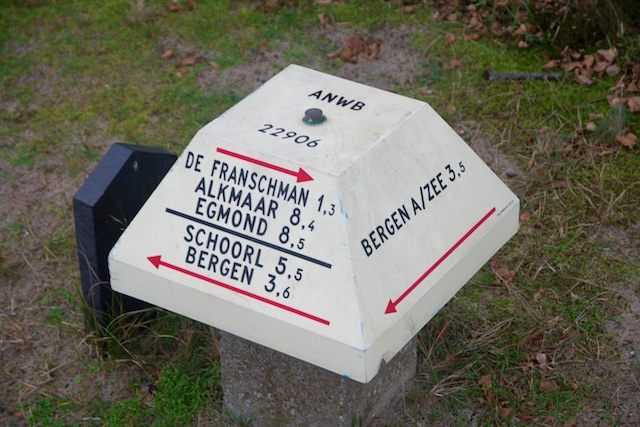 ANWB
22906
DE FRANSCHMAN 1,3
ALKMAAR 8,4
EGMOND 8,5
SCHOORL 5,5
BERGEN 3,6
BERGEN A/ZEE 3,5